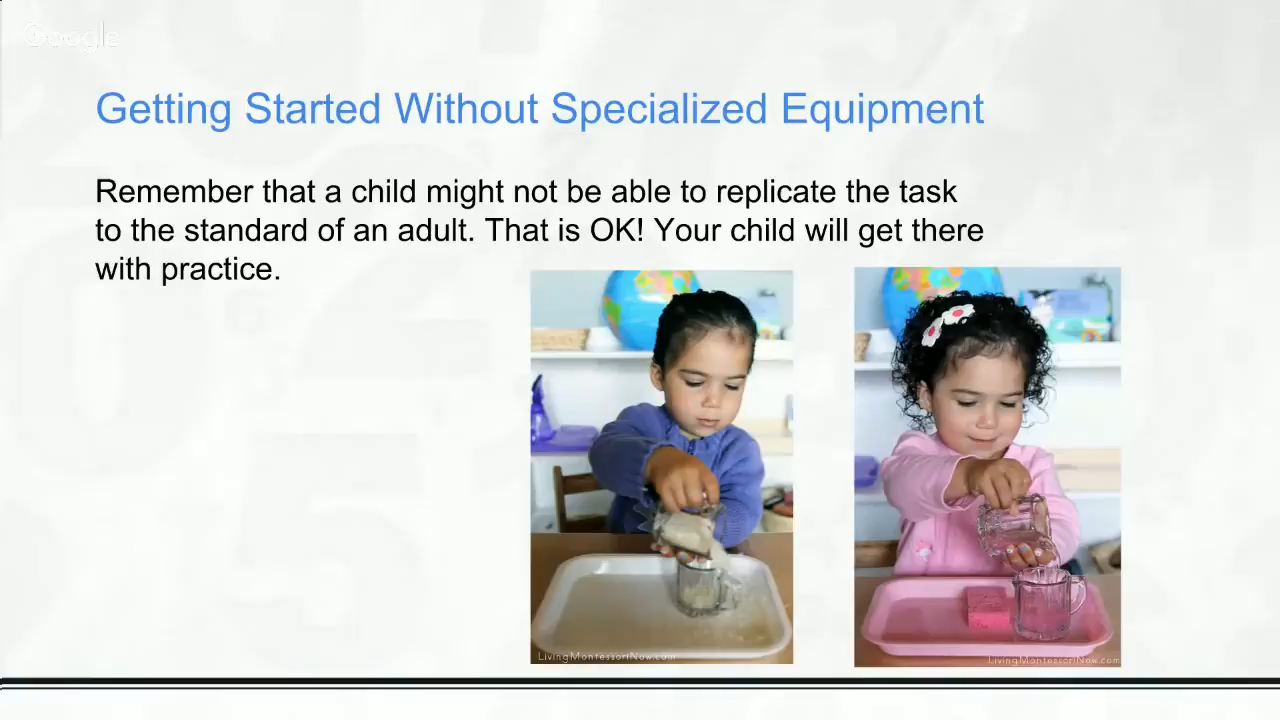 Google
Getting Started Without Specialized Equipment
Remember that a child might not be able to replicate the task
to the standard of an adult. That is OK! Your child will get there
with practice.
LivingMontessoriNow.com
LivingMontessoriNow.com